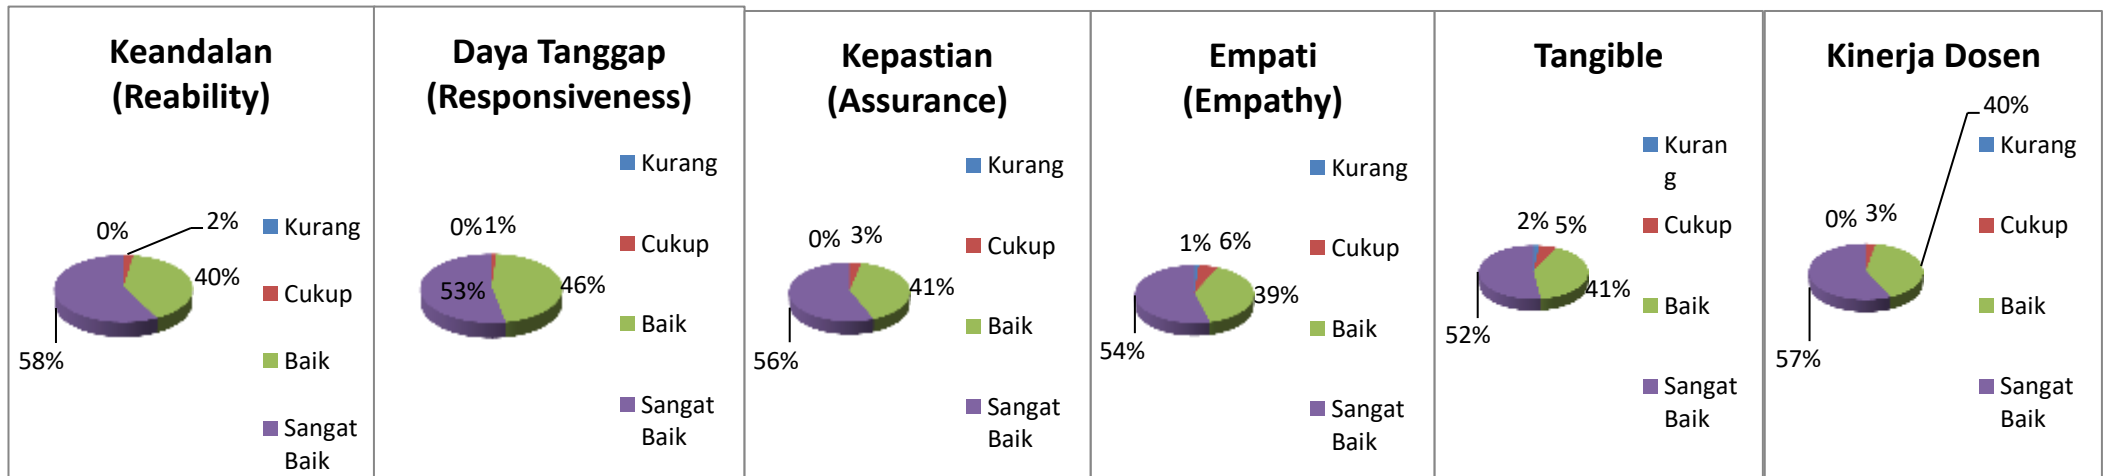 Keandalan
(Reability)
0%
2%
40%
58%
Kurang
Cukup
Baik
Sangat
Baik
Daya Tanggap
(Responsiveness)
0%
1%
46%
53%
Kurang
Cukup
Baik
Sangat
Baik
Kepastian
(Assurance)
0%
3%
41%
56%
Kurang
Cukup
Baik
Sangat
Baik
Empati
(Empathy)
1%
6%
39%
54%
Kurang
Cukup
Baik
Sangat
Baik
Tangible
2%
5%
41%
52%
Kuran
g
Cukup
Baik
Sangat
Baik
Kinerja Dosen
40%
0%
3%
57%
Kurang
Cukup
Baik
Sangat
Baik